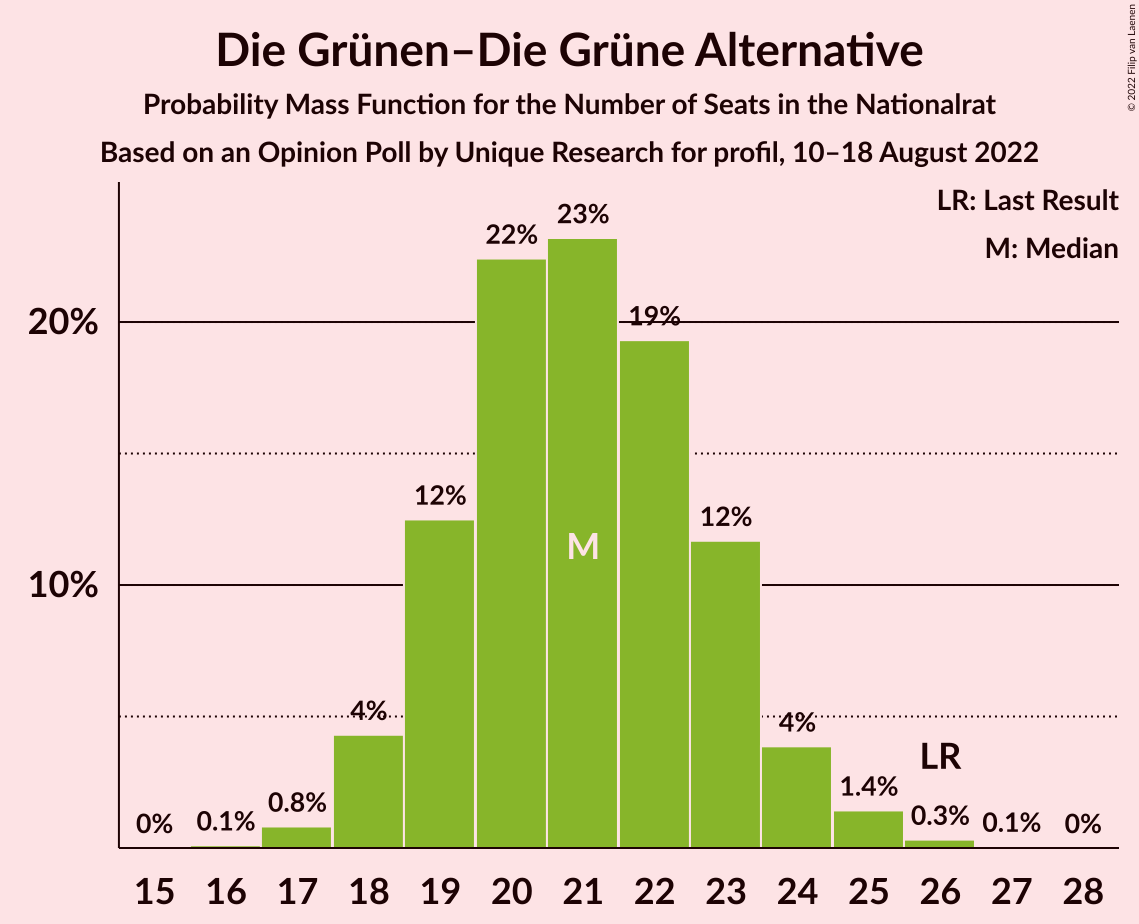 Die Grünen–Die Grüne Alternative
Probability Mass Function for the Number of Seats in the Nationalrat
Based on an Opinion Poll by Unique Research for profil, 10–18 August 2022
© 2022 Filip van Laenen
LR: Last Result
M: Median
20%
10%
0%
0.1%
0.8%
4%
12%
22%
23%
19%
12%
4%
1.4%
0.3%
0.1%
0%
M
LR
15 16 17 18 19 20 21 22 23 24 25 26 27 28